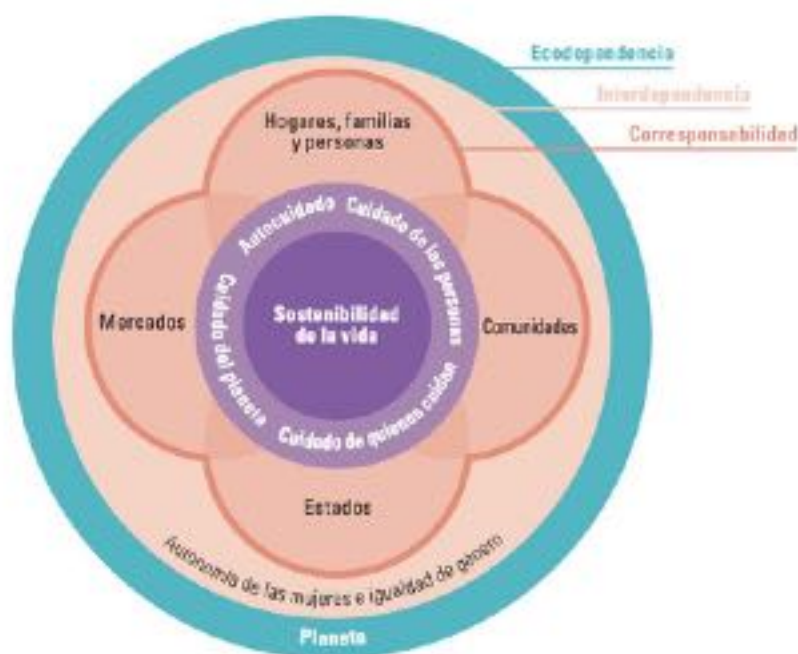 Ecodependencia
Interdependencia
Corresponsabilidad
Hogares, familias
y personas
Autocuidado
Cuidado de las personas
Mercados
Sostenibilidad
de la vida
Comunidades
Cuidado del planeta
Cuidado de quienes cuidan
Estados
Autonomía de las mujeres e igualdad de género
Planeta